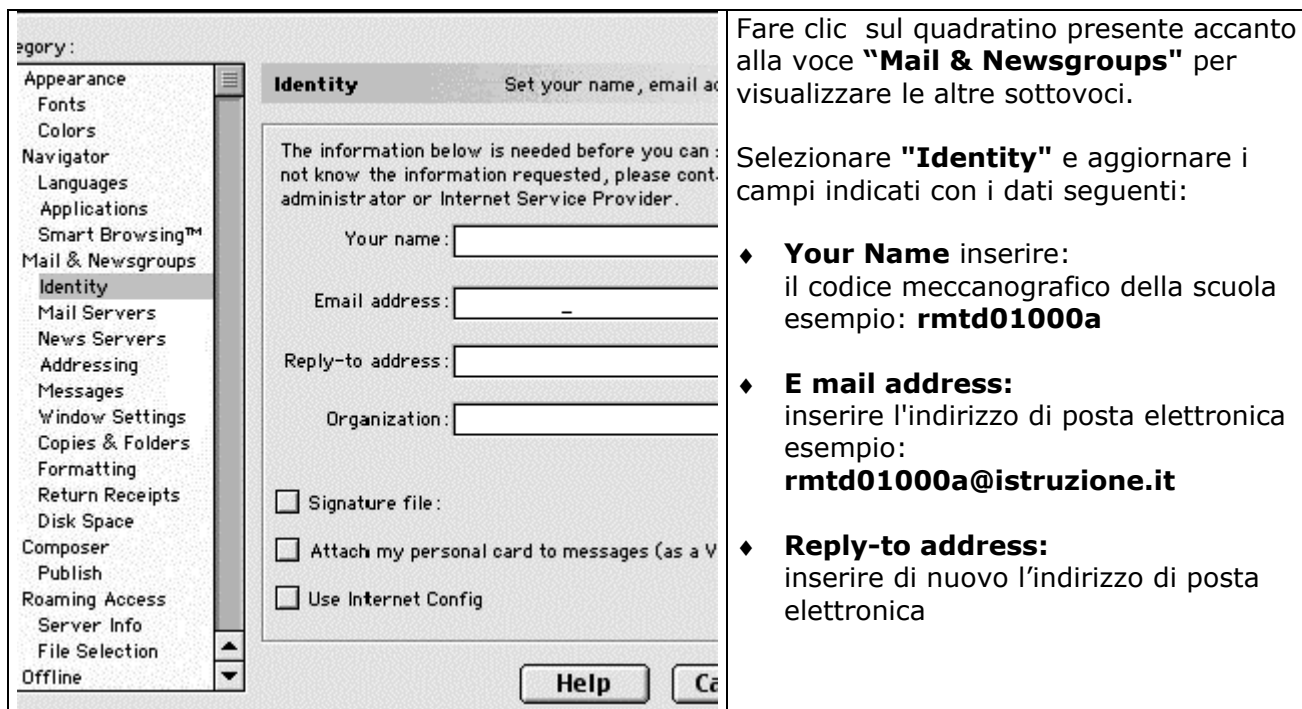 egory:
Appearance
Fonts
Colors
Navigator
Languages
Applications
Smart Browsing™
Mail & Newsgroups
Identity
Mail Servers
News Servers
Addressing
Messages
Window Settings
Copies & Folders
Formatting
Return Receipts
Disk Space
Composer
Publish
Roaming Access
Server Info
File Selection
Offline
Identity Set your name, email ad
The information below is needed before you can
not know the information requested, please cont
administrator or Internet Service Provider.
Your name:
Email address: _
Reply-to address:
Organization:
Signature file:
Attach my personal card to messages (as a V
Use Internet Config
Help Ca
Fare clic sul quadratino presente accanto
alla voce “Mail & Newsgroups" per
visualizzare le altre sottovoci.
Selezionare "Identity" e aggiornare i
campi indicati con i dati seguenti:
♦ Your Name inserire:
il codice meccanografico della scuola
esempio: rmtd01000a
♦ E mail address:
inserire l'indirizzo di posta elettronica
esempio:
rmtd01000a@istruzione.it
♦ Reply-to address:
inserire di nuovo l’indirizzo di posta
elettronica